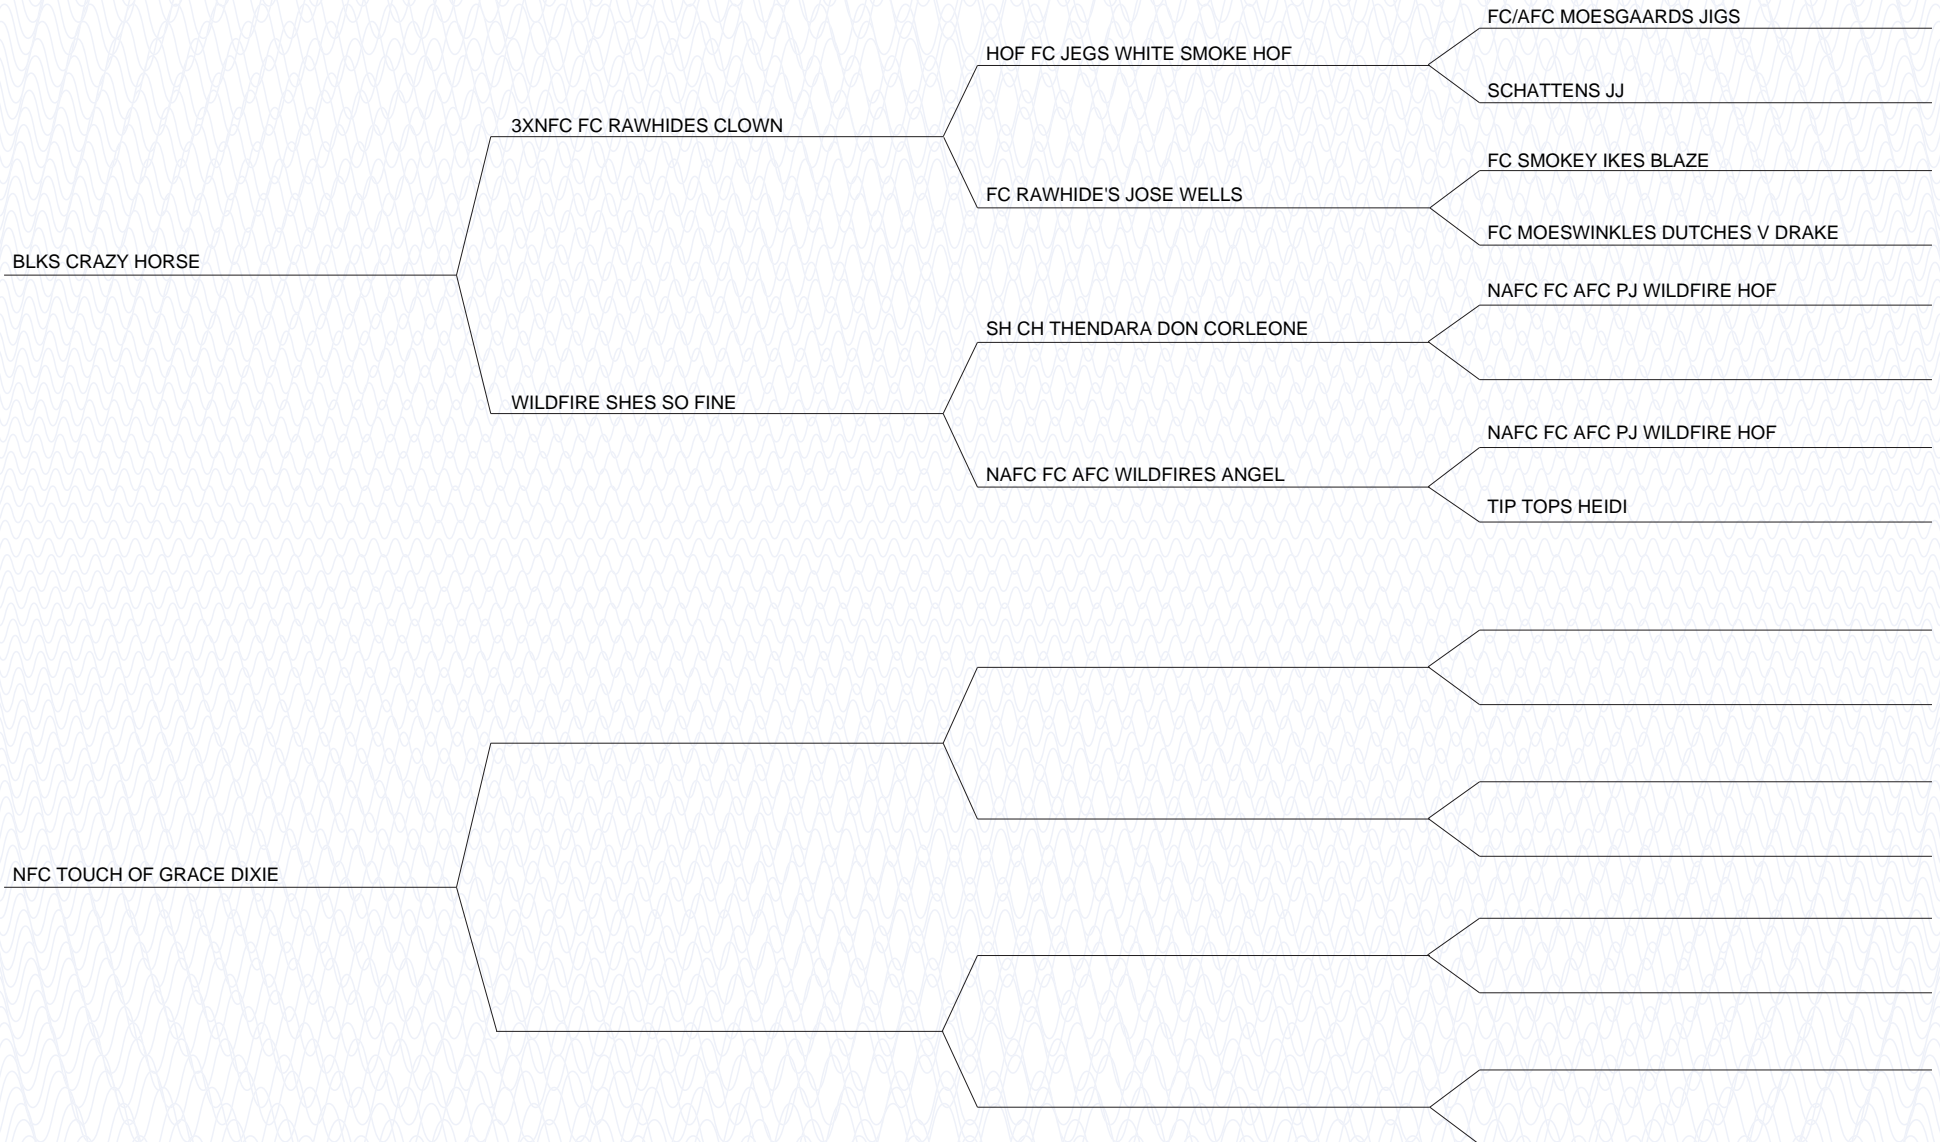 FC/AFC MOESGAARDS JIGS
HOF FC JEGS WHITE SMOKE HOF
SCHATTENS JJ
3XNFC FC RAWHIDES CLOWN
FC SMOKEY IKES BLAZE
FC RAWHIDE'S JOSE WELLS
FC MOESWINKLES DUTCHES V DRAKE
BLKS CRAZY HORSE
NAFC FC AFC PJ WILDFIRE HOF
SH CH THENDARA DON CORLEONE
WILDFIRE SHES SO FINE
NAFC FC AFC PJ WILDFIRE HOF
NAFC FC AFC WILDFIRES ANGEL
TIP TOPS HEIDI
NFC TOUCH OF GRACE DIXIE